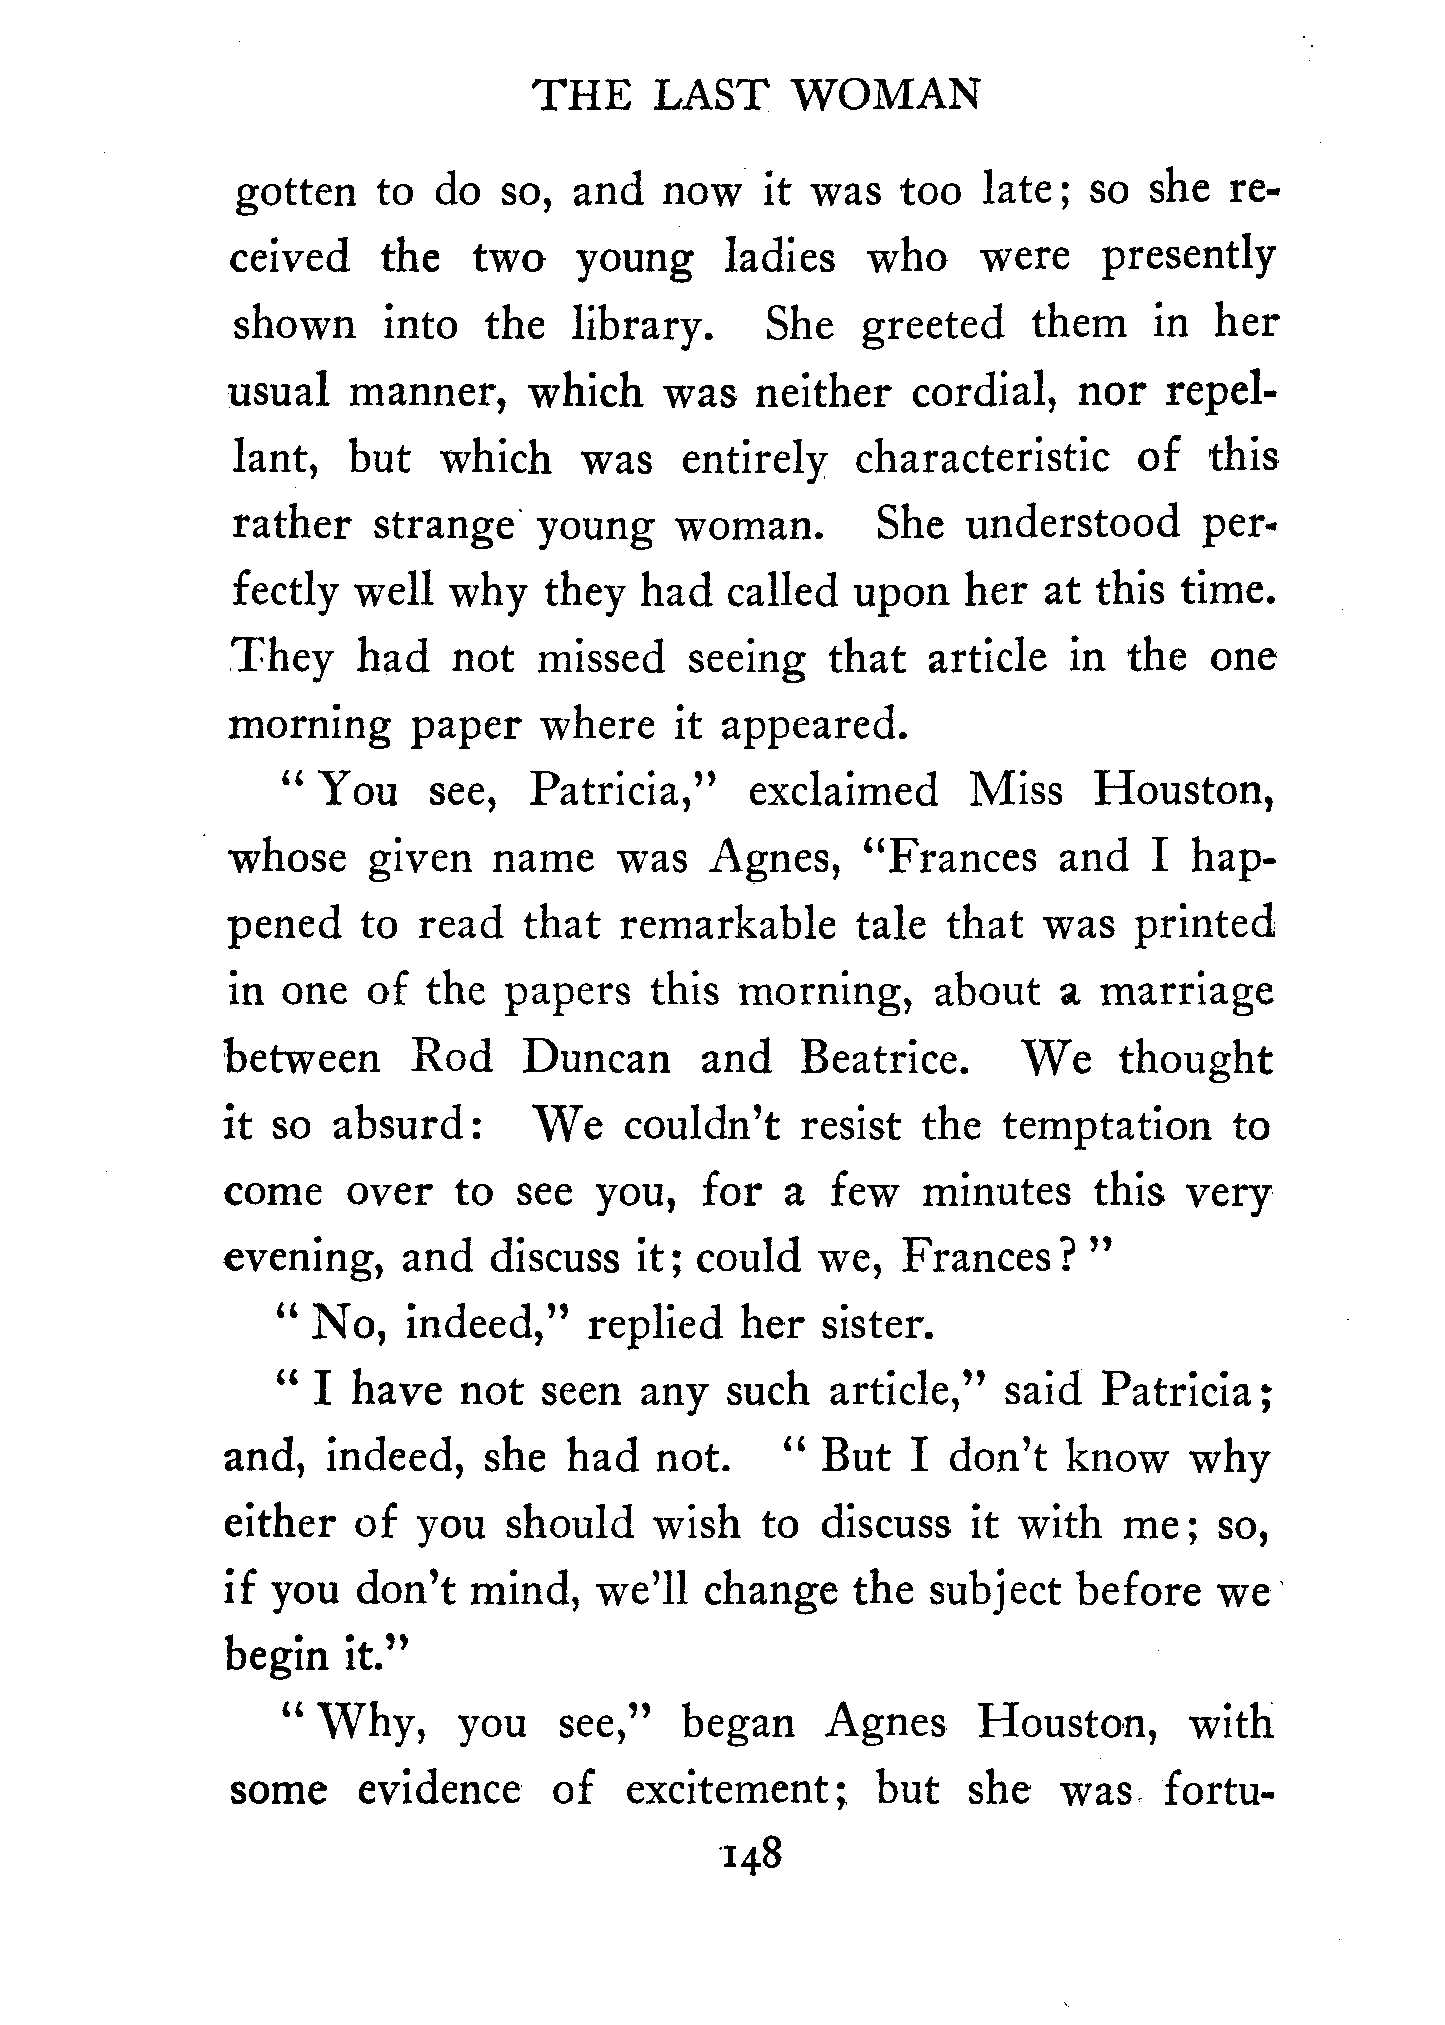 THE LAST WOMAN
gotten to do so, and now it was too late; so she re-
ceived the two young ladies who were presently
shown into the library. She greeted them in her
usual manner, which was neither cordial, nor repel-
lant, but which was entirely characteristic of this
rather strange young woman. She understood per-
fectly well why they had called upon her at this time.
They had not missed seeing that article in the one
morning paper where it appeared.
" You see, Patricia," exclaimed Miss Houston,
whose given name was Agnes, "Frances and I hap-
pened to read that remarkable tale that was printed
in one of the papers this morning, about a marriage
between Rod Duncan and Beatrice. We thought
it so absurd: We couldn't resist the temptation to
come over to see you, for a few minutes this very
evening, and discuss it; could we, Frances? "
" No, indeed," replied her sister.
" I have not seen any such article," said Patricia;
and, indeed, she had not. " But I don't know why
either of you should wish to discuss it with me; so,
if you don't mind, we'll change the subject before we
begin it."
" Why, you see," began Agnes Houston, with
some evidence of excitement; but she was fortu-
148